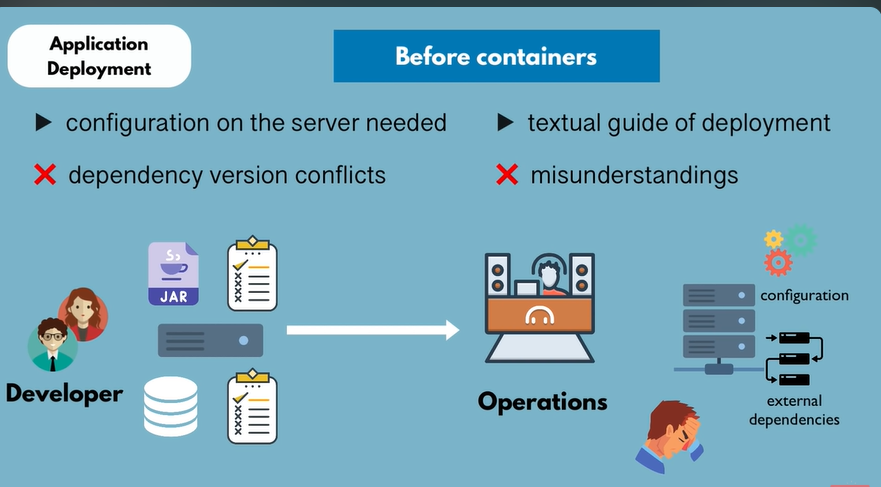 Application
Deployment
Before containers
configuration on the server needed
textual guide of deployment
dependency version conflicts
misunderstandings
JAR
configuration
Developer
Operations
external
dependencies